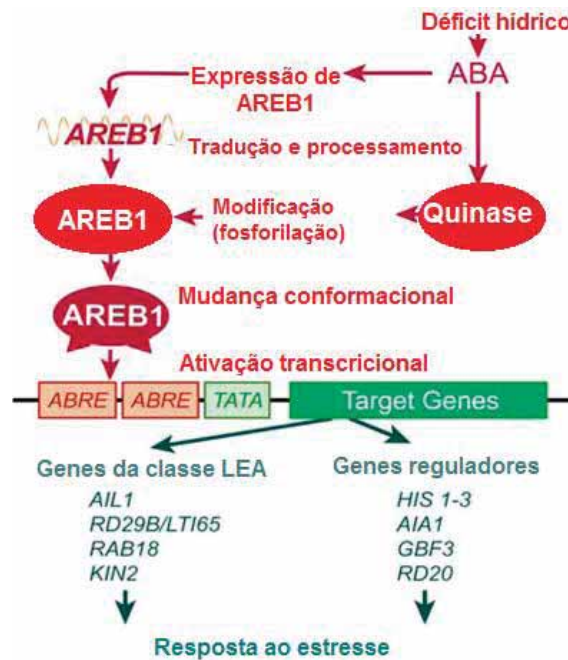 Déficit hídrico
ABA
Expressão de
AREB1
AREB1
Tradução e processamento
AREB1
Modificação
(fosforilação)
Quinase
Mudança conformacional
AREB1
Ativação transcricional
ABRE
ABRE
TATA
Target Genes
Genes da classe LEA
AIL1
RD29B/LTI65
RAB18
KIN2
Genes reguladores
HIS 1-3
AIA1
GBF3
RD20
Resposta ao estresse